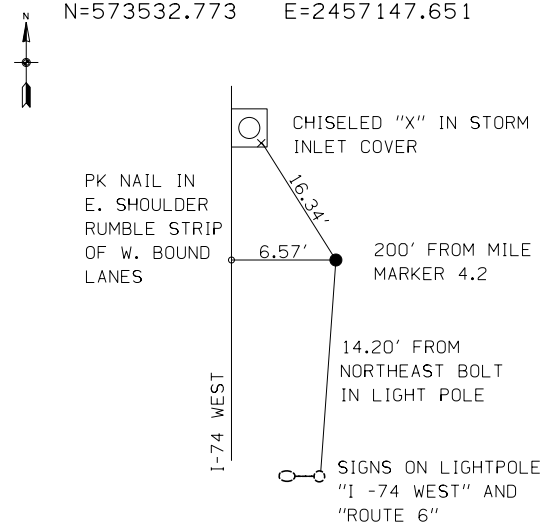 N=573532.773 E=2457147.651
N
CHISELED "X" IN STORM
INLET COVER
PK NAIL IN
E. SHOULDER
RUMBLE STRIP
OF W. BOUND
LANES
16.34'
6.57'
200' FROM MILE
MARKER 4.2
14.20' FROM
NORTHEAST BOLT
IN LIGHT POLE
I-74 WEST
SIGNS ON LIGHTPOLE
"I -74 WEST" AND
"ROUTE 6"